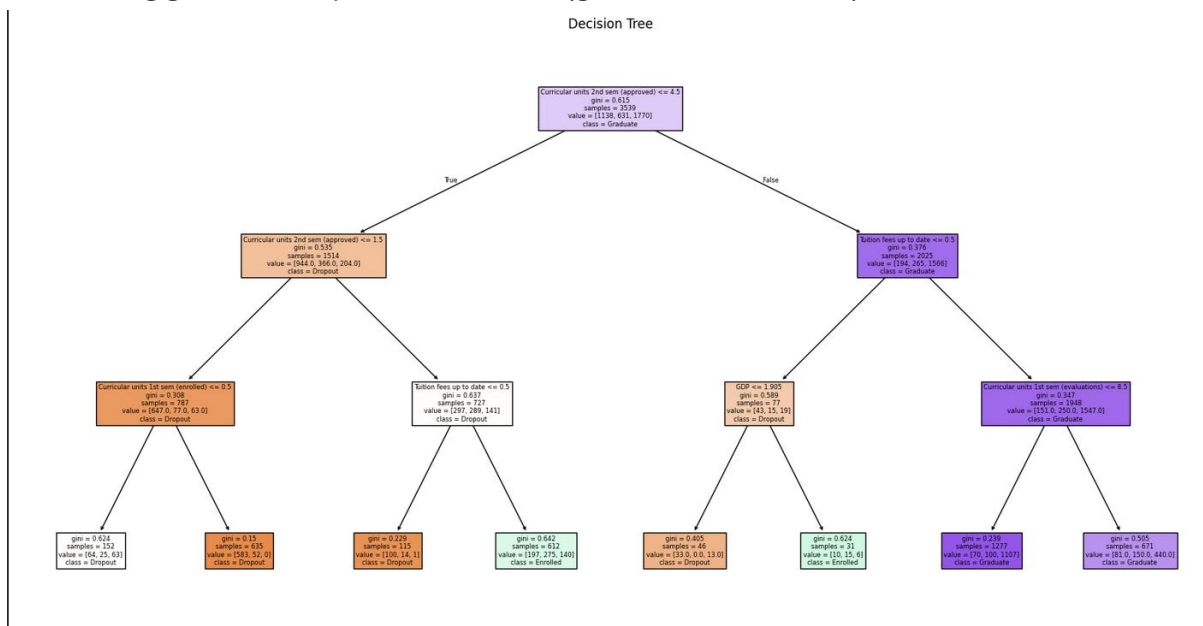 Decision Tree
Curricular units 2nd sem (approved) <= 4.5
gini = 0.615
samples = 3539
value = [1138, 631, 1770]
class = Graduate
True
False
Curricular units 2nd sem (approved) <= 1.5
gini = 0.535
samples = 1514
value = [944.0, 366.0, 204.0]
class = Dropout
Tuition fees up to date <= 0.5
gini = 0.376
samples = 2025
value = [194, 265, 1566]
class = Graduate
Curricular units 1st sem (enrolled) <= 0.5
gini = 0.308
samples = 787
value = [647.0, 77.0, 63.0]
class = Dropout
Tuition fees up to date <= 0.5
gini = 0.637
samples = 727
value = [297, 289, 141]
class = Dropout
GDP <= 1.905
gini = 0.589
samples = 77
value = [43, 15, 19]
class = Dropout
Curricular units 1st sem (evaluations) <= 8.5
gini = 0.347
samples = 1948
value = [151.0, 250.0, 1547.0]
class = Graduate
gini = 0.624
samples = 152
value = [64, 25, 63]
class = Dropout
gini = 0.15
samples = 635
value = [583, 52, 0]
class = Dropout
gini = 0.229
samples = 115
value = [100, 14, 1]
class = Dropout
gini = 0.642
samples = 612
value = [197, 275, 140]
class = Enrolled
gini = 0.405
samples = 46
value = [33.0, 0.0, 13.0]
class = Dropout
gini = 0.624
samples = 31
value = [10, 15, 6]
class = Enrolled
gini = 0.239
samples = 1277
value = [70, 100, 1107]
class = Graduate
gini = 0.505
samples = 671
value = [81.0, 150.0, 440.0]
class = Graduate